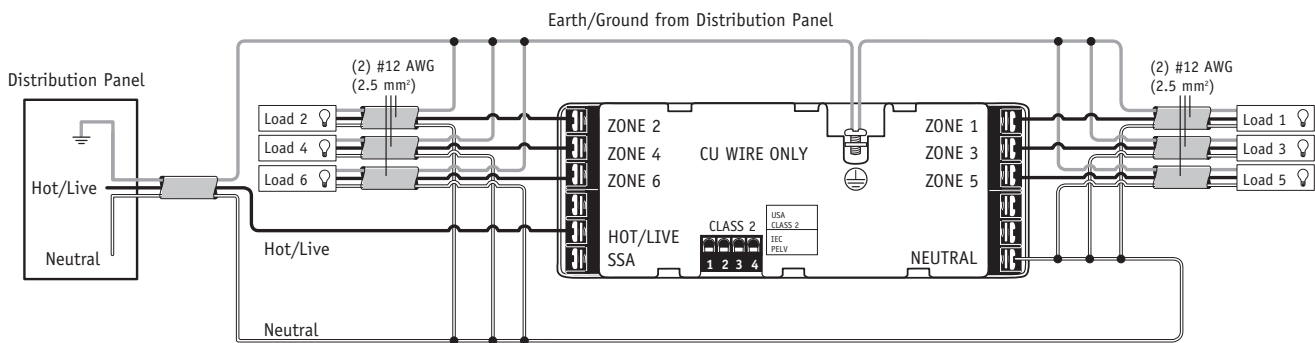 Earth/Ground from Distribution Panel
Distribution Panel
(2) #12 AWG
(2.5 mm²)
(2) #12 AWG
(2.5 mm²)
Load 2
ZONE 2
ZONE 1
Load 1
Load 4
ZONE 4
CU WIRE ONLY
ZONE 3
Load 3
Load 6
ZONE 6
ZONE 5
Load 5
Hot/Live
USA
CLASS 2
IEC
PELV
CLASS 2
1 2 3 4
Hot/Live
HOT/LIVE
SSA
NEUTRAL
Neutral
Neutral